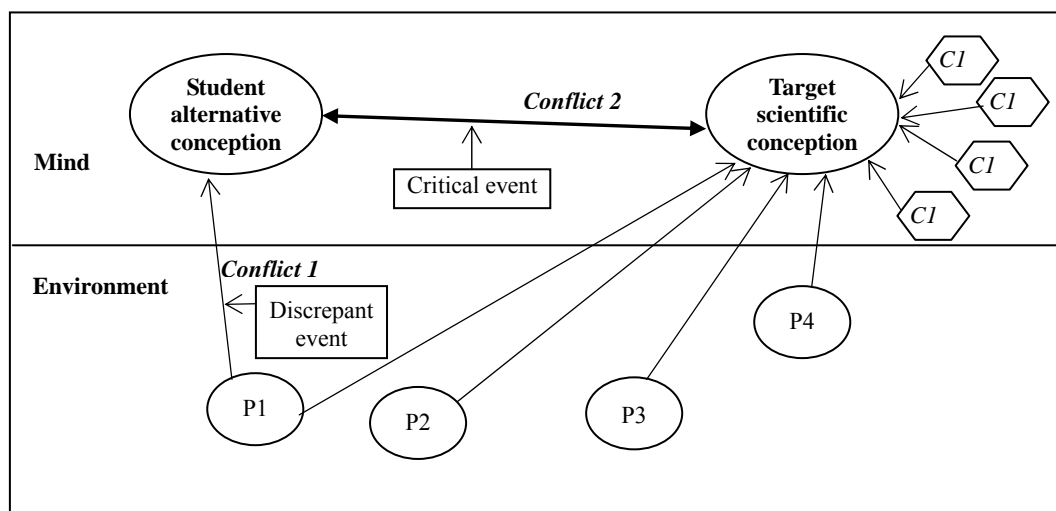 Student
alternative
conception
Conflict 2
Target
scientific
conception
C1
C1
C1
C1
Mind
Critical event
Environment
Conflict 1
Discrepant
event
P1
P2
P3
P4